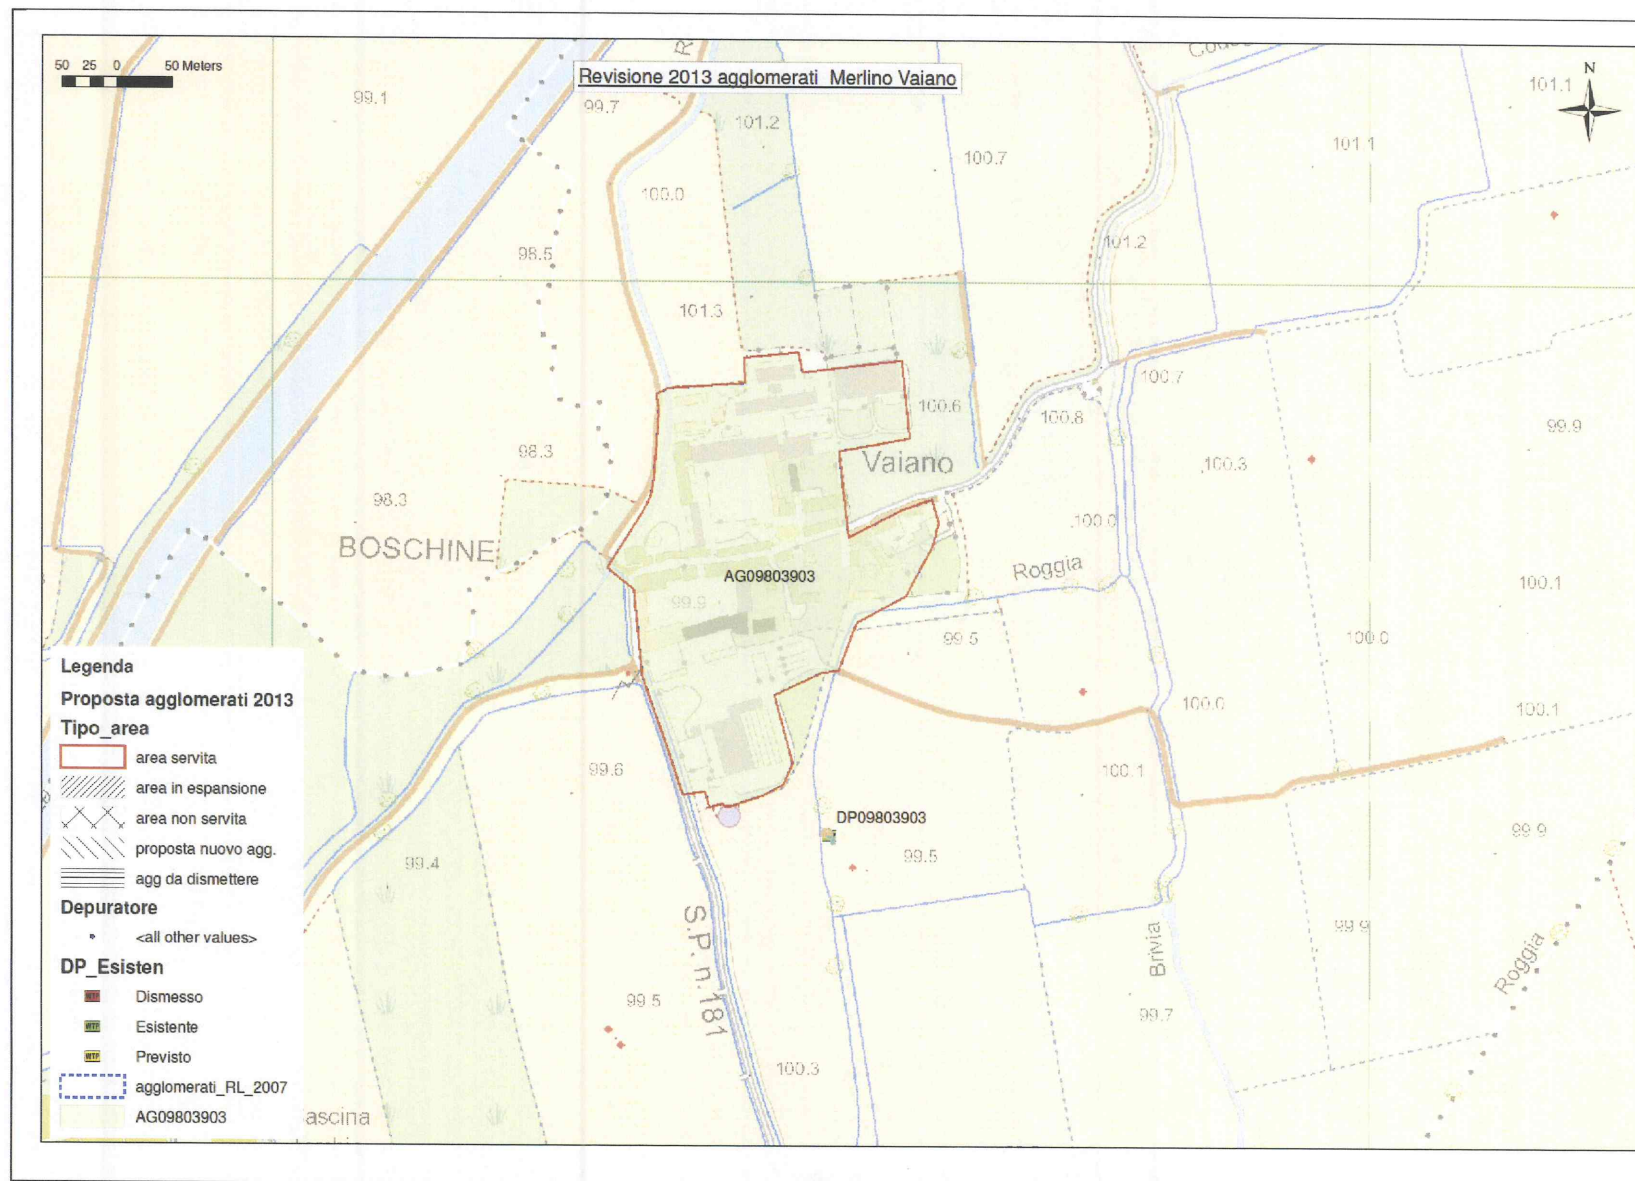 50 25 0 50 Meters
Revisione 2013 agglomerati Merlino Vaiano
N
99.1
99.7
101.2
100.7
101.1
101.1
100.0
98.5
101.2
101.3
100.7
100.6
100.8
99.9
98.3
98.3
Vaiano
100.3
100.0
BOSCHINE
AG09803903
Roggia
100.1
99.9
99.5
100.0
100.0
100.1
99.6
100.1
DP09803903
99.5
99.9
99.4
S.P. n.181
99.9
Brivia
Roggia
99.5
99.7
100.3
ascina
Legenda
Proposta agglomerati 2013
Tipo_area
area servita
area in espansione
area non servita
proposta nuovo agg.
agg da dismettere
Depuratore
<all other values>
DP_Esisten
WTP Dismesso
WTP Esistente
WTP Previsto
agglomerati_RL_2007
AG09803903